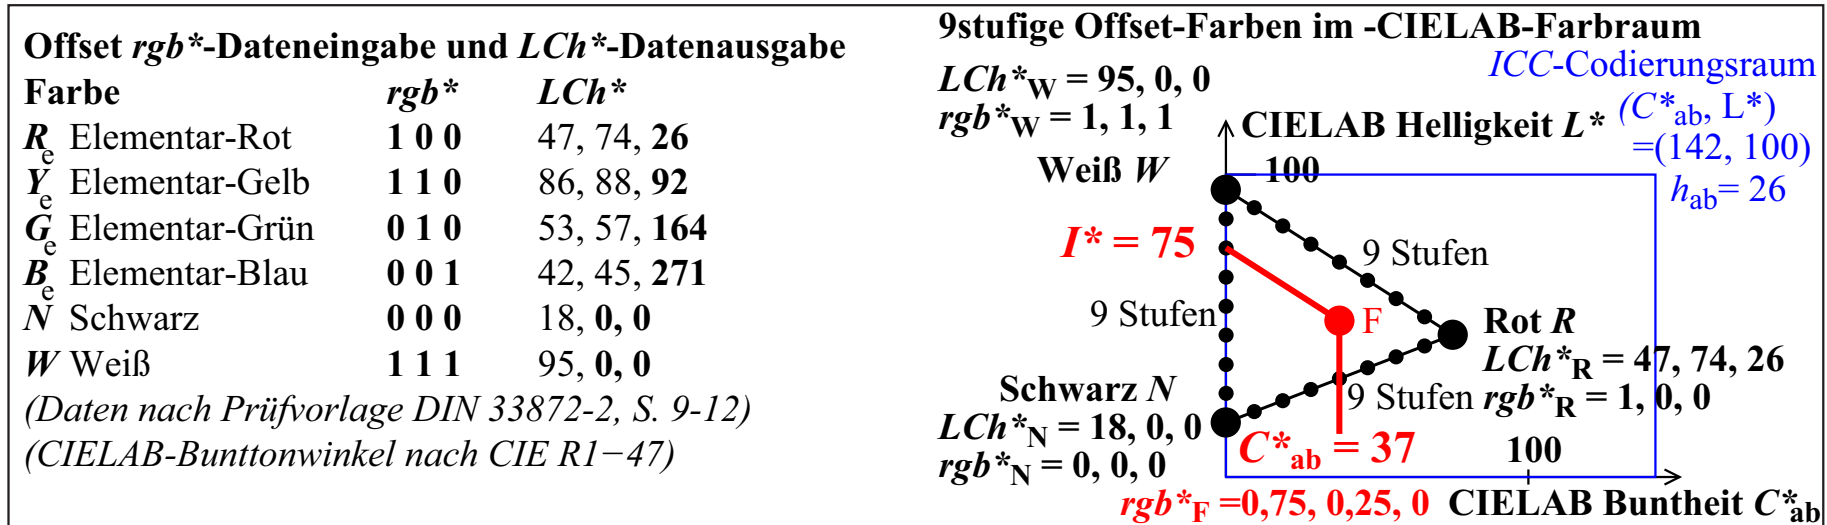 Offset rgb*-Dateneingabe und LCh*-Datenausgabe
Farbe rgb* LCh*
Re Elementar-Rot 1 0 0 47, 74, 26
Ye Elementar-Gelb 1 1 0 86, 88, 92
Ge Elementar-Grün 0 1 0 53, 57, 164
Be Elementar-Blau 0 0 1 42, 45, 271
N Schwarz 0 0 0 18, 0, 0
W Weiß 1 1 1 95, 0, 0
(Daten nach Prüfvorlage DIN 33872-2, S. 9-12)
(CIELAB-Bunttonwinkel nach CIE R1−47)
9stufige Offset-Farben im -CIELAB-Farbraum
ICC-Codierungsraum
(C*ab, L*)
=(142, 100)
hab= 26
LCh*W = 95, 0, 0
rgb*W = 1, 1, 1
CIELAB Helligkeit L*
Weiß W
100
I* = 75
9 Stufen
9 Stufen
F
Rot R
LCh*R = 47, 74, 26
rgb*R = 1, 0, 0
9 Stufen
Schwarz N
LCh*N = 18, 0, 0
rgb*N = 0, 0, 0
C*ab = 37
100
rgb*F =0,75, 0,25, 0
CIELAB Buntheit C*ab